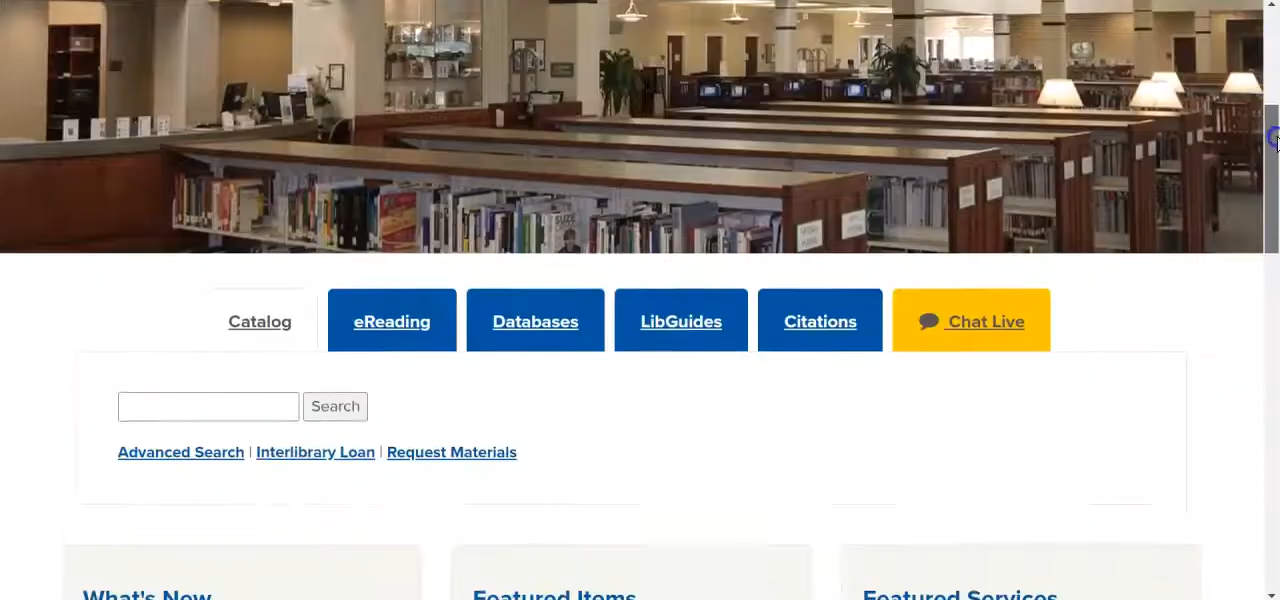 SUZE
Catalog eReading Databases LibGuides Citations Chat Live
Search
Advanced Search | Interlibrary Loan | Request Materials
What's New Featured Items Featured Services